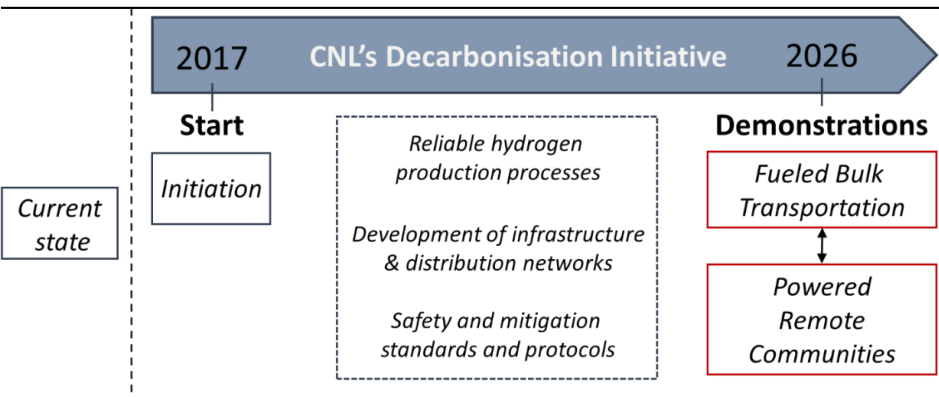 2017 CNL's Decarbonisation Initiative 2026
Start
Demonstrations
Current
state
Initiation
Reliable hydrogen
production processes
Development of infrastructure
& distribution networks
Safety and mitigation
standards and protocols
Fueled Bulk
Transportation
Powered
Remote
Communities